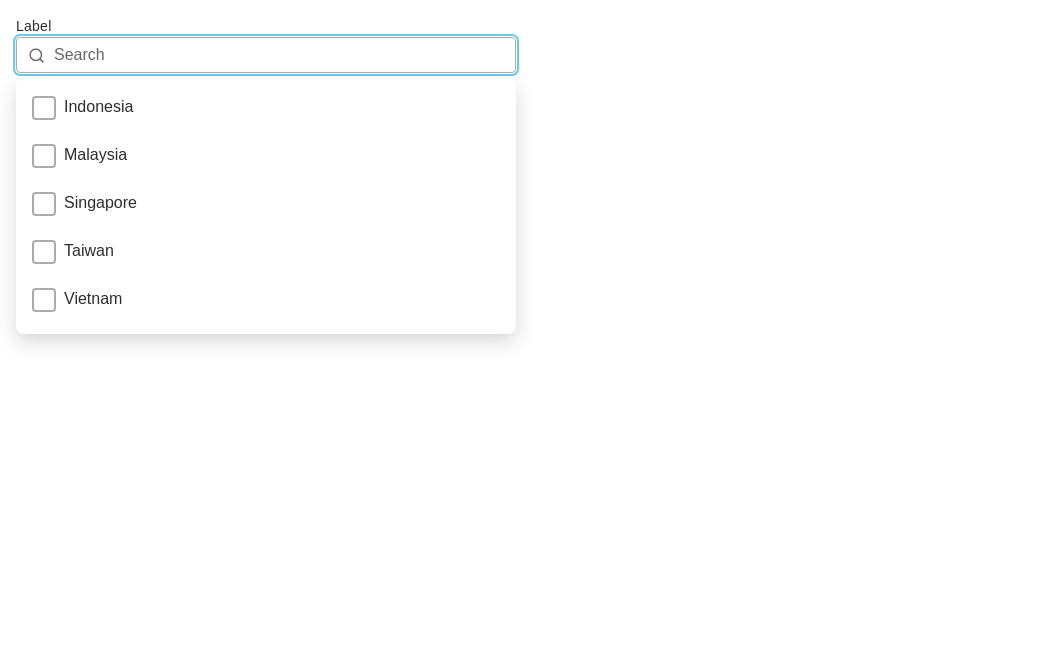 Label
Search
Indonesia
Malaysia
Singapore
Taiwan
Vietnam